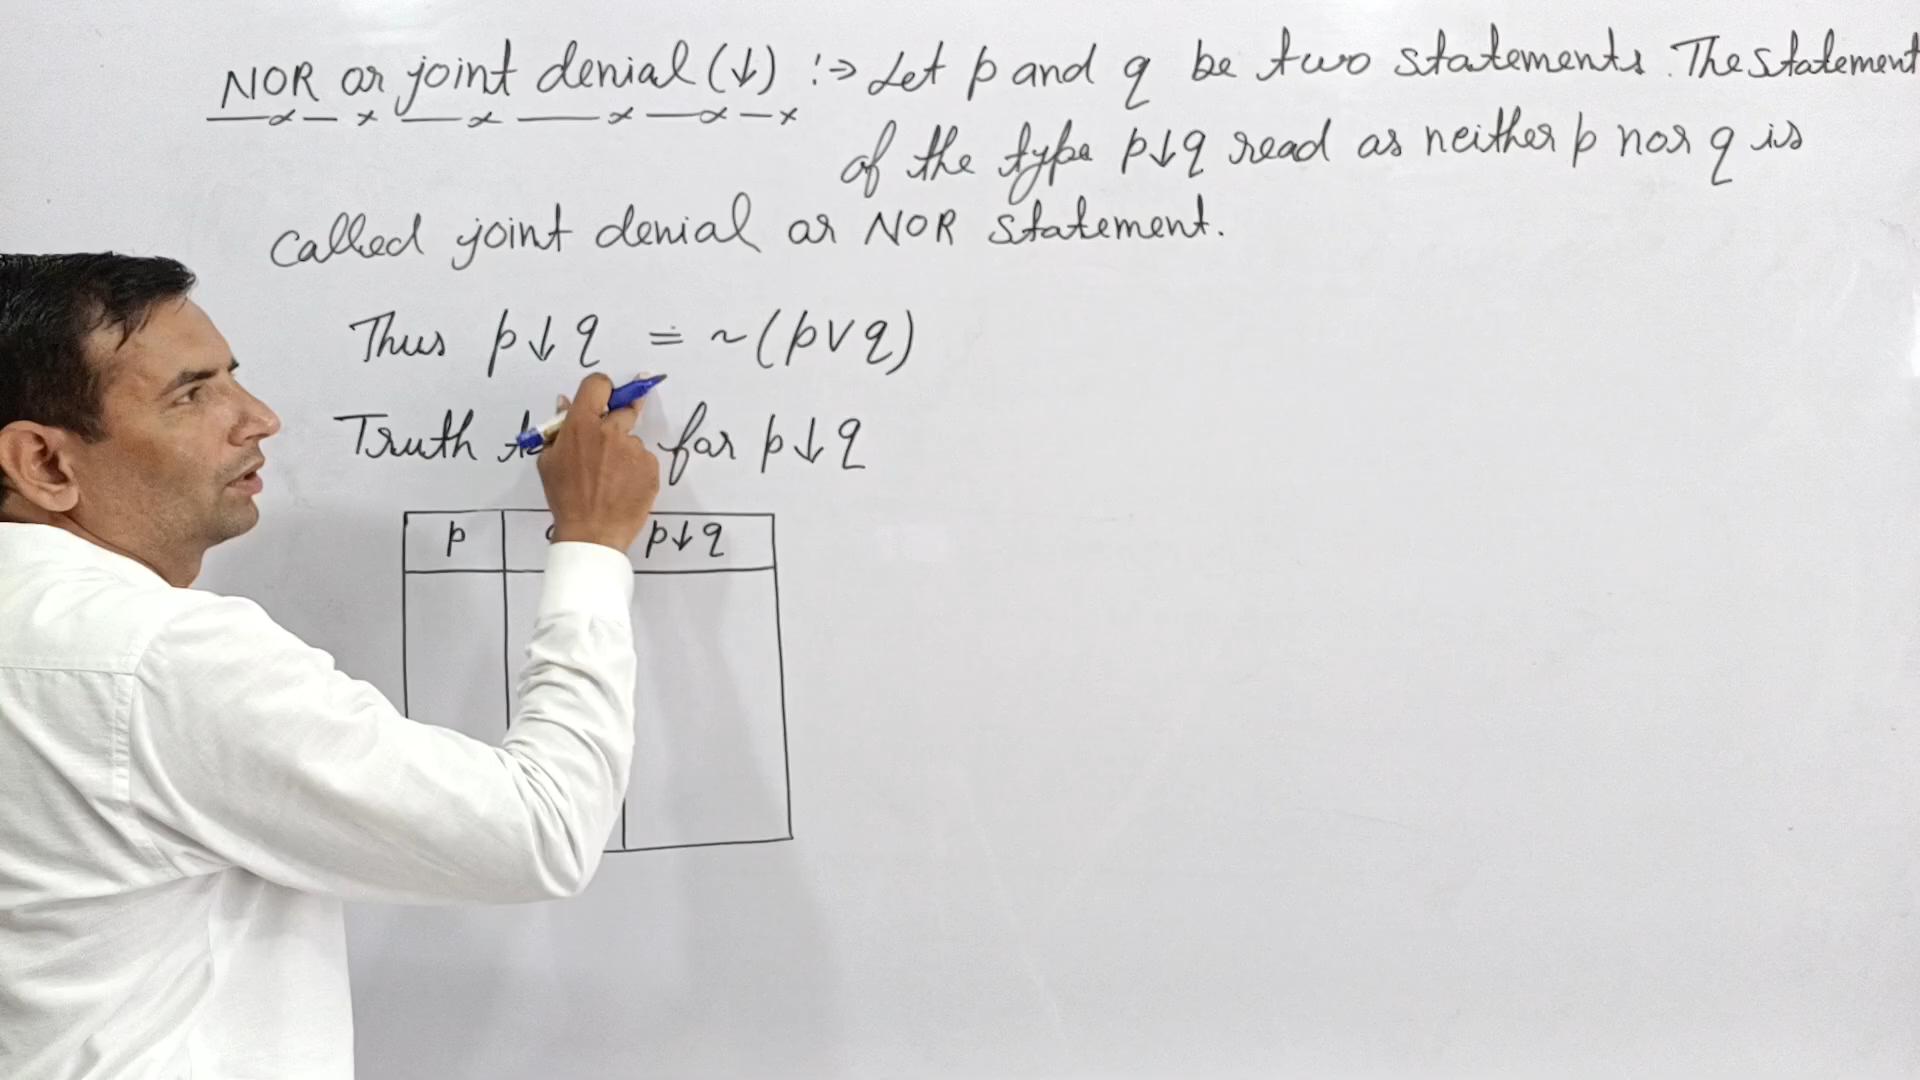 NOR or joint denial (↓) :→ Let p and q be two statements. The statement
of the type p↓q read as neither p nor q is
called joint denial or NOR statement.
Thus p↓q = ~(p∨q)
Truth for p↓q
p p↓q